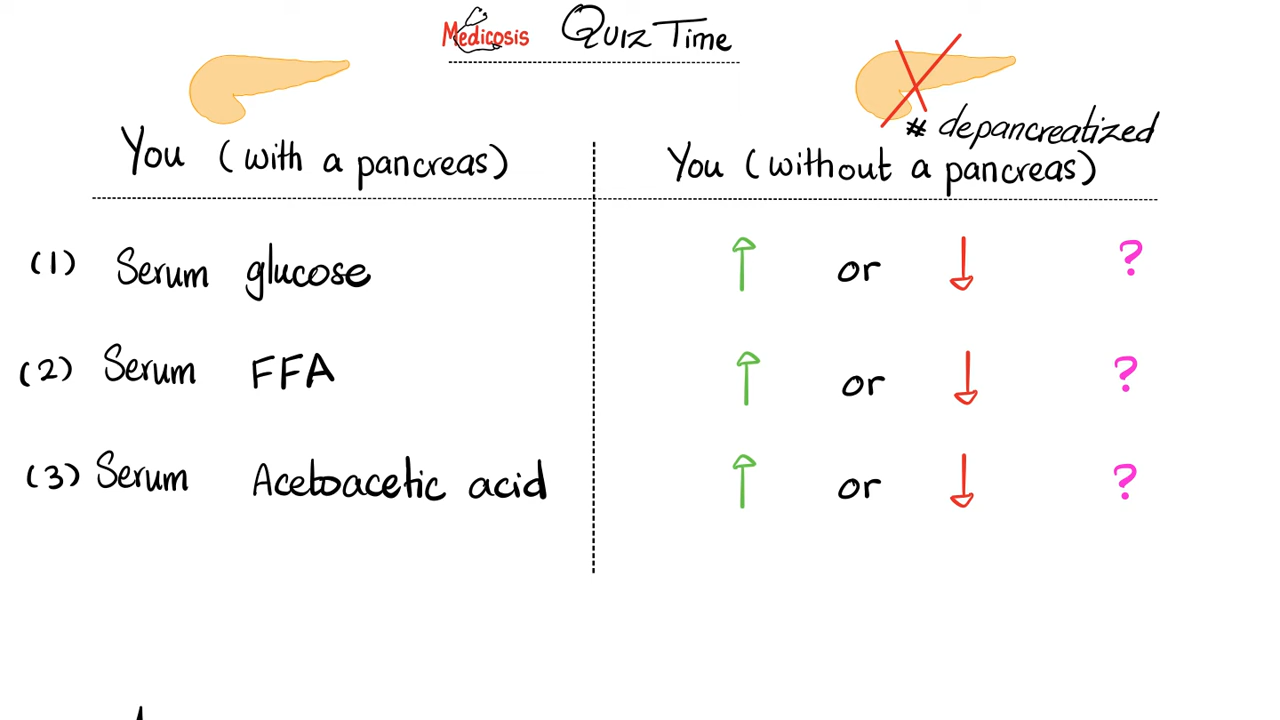 Medicosis Quiz Time
# depancreatized
You (with a pancreas) You (without a pancreas)
(1) Serum glucose ↑ or ↓ ?
(2) Serum FFA ↑ or ↓ ?
(3) Serum Acetoacetic acid ↑ or ↓ ?